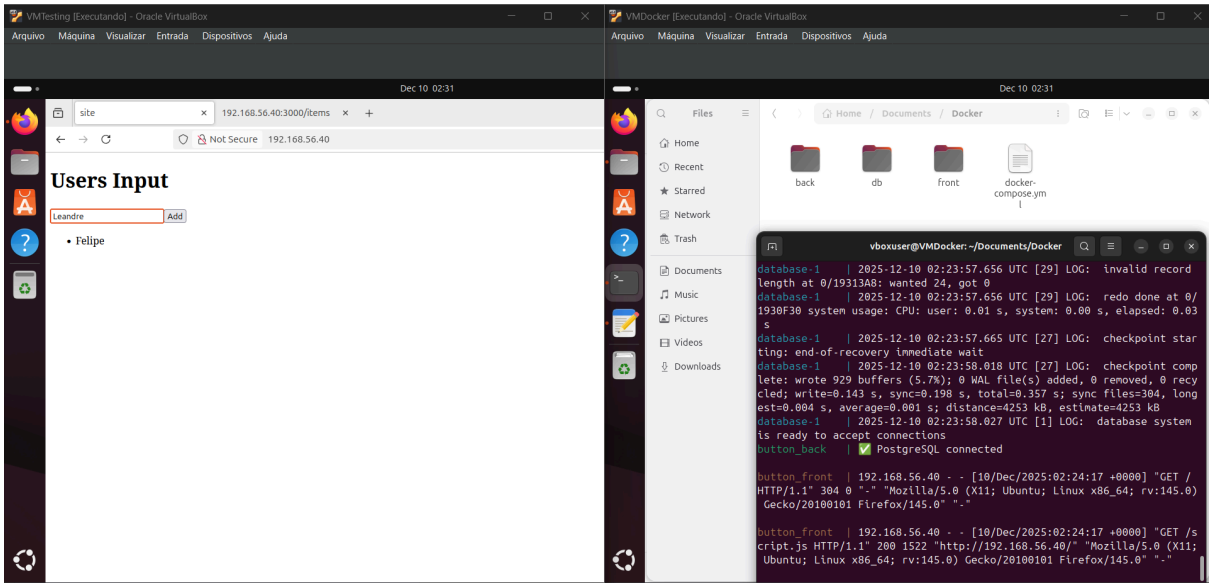 VMTesting [Executando] - Oracle VirtualBox
Arquivo Máquina Visualizar Entrada Dispositivos Ajuda
Dec 10 02:31
site
192.168.56.40:3000/items
Not Secure 192.168.56.40
Users Input
Leandre Add
• Felipe
VMDocker [Executando] - Oracle VirtualBox
Arquivo Máquina Visualizar Entrada Dispositivos Ajuda
Dec 10 02:31
Files
Home / Documents / Docker
Home
Recent
Starred
Network
Trash
Documents
Music
Pictures
Videos
Downloads
back
db
front
docker-
compose.ym
l
vboxuser@VMDocker: ~/Documents/Docker
database-1 | 2025-12-10 02:23:57.656 UTC [29] LOG: invalid record
length at 0/19313A8: wanted 24, got 0
database-1 | 2025-12-10 02:23:57.656 UTC [29] LOG: redo done at 0/
1930F30 system usage: CPU: user: 0.01 s, system: 0.00 s, elapsed: 0.03
s
database-1 | 2025-12-10 02:23:57.665 UTC [27] LOG: checkpoint star
ting: end-of-recovery immediate wait
database-1 | 2025-12-10 02:23:58.018 UTC [27] LOG: checkpoint comp
lete: wrote 929 buffers (5.7%); 0 WAL file(s) added, 0 removed, 0 recy
cled; write=0.143 s, sync=0.198 s, total=0.357 s; sync files=304, long
est=0.004 s, average=0.001 s; distance=4253 kB, estimate=4253 kB
database-1 | 2025-12-10 02:23:58.027 UTC [1] LOG: database system
is ready to accept connections
button_back | ✅ PostgreSQL connected
button_front | 192.168.56.40 - - [10/Dec/2025:02:24:17 +0000] "GET /
HTTP/1.1" 304 0 "-" "Mozilla/5.0 (X11; Ubuntu; Linux x86_64; rv:145.0)
Gecko/20100101 Firefox/145.0" "-"
button_front | 192.168.56.40 - - [10/Dec/2025:02:24:17 +0000] "GET /s
cript.js HTTP/1.1" 200 1522 "http://192.168.56.40/" "Mozilla/5.0 (X11;
Ubuntu; Linux x86_64; rv:145.0) Gecko/20100101 Firefox/145.0" "-"